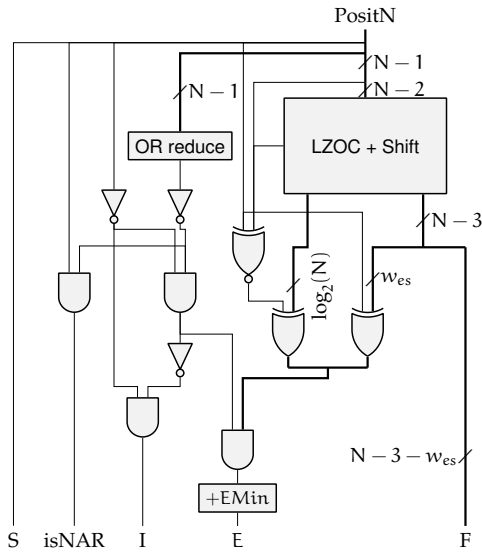 PositN
N − 1
N − 1
N − 2
OR reduce
LZOC + Shift
N − 3
log₂(N)
wₑₛ
N − 3 − wₑₛ
+EMin
S isNAR I E F